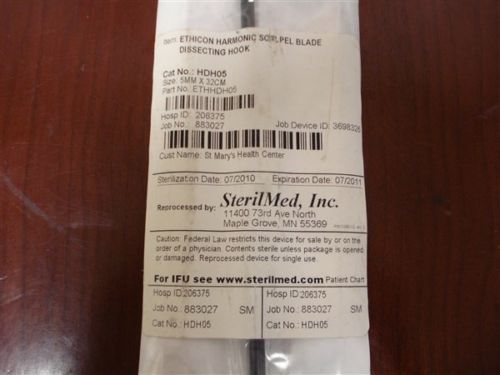 Item: ETHICON HARMONIC SCALPEL BLADE
DISSECTING HOOK
Cat No.: HDH05
Size: 5MM X 32CM
Part No.: ETHHDH05
Hosp ID: 206375
Job No.: 883027 Job Device ID: 3698326
Cust Name: St Mary's Health Center
Sterilization Date: 07/2010 Expiration Date: 07/2011
Reprocessed by: SterilMed, Inc.
11400 73rd Ave North
Maple Grove, MN 55369
Caution: Federal Law restricts this device for sale by or on the
order of a physician. Contents sterile unless package is opened
or damaged. Reprocessed device for single use.
For IFU see www.sterilmed.com Patient Chart
Hosp ID: 206375 Hosp ID: 206375
Job No.: 883027 SM Job No.: 883027 SM
Cat No.: HDH05 Cat No.: HDH05